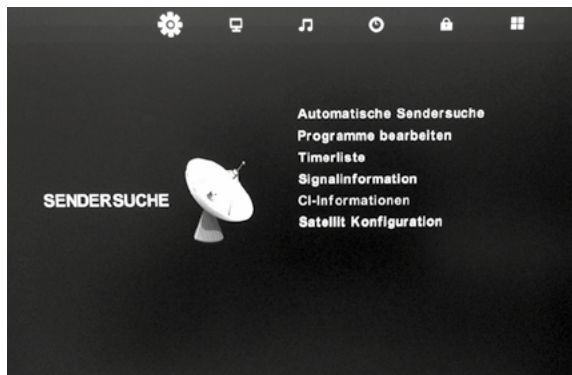 Automatische Sendersuche
Programme bearbeiten
Timerliste
Signalinformation
CI-Informationen
Satellit Konfiguration
SENDERSUCHE